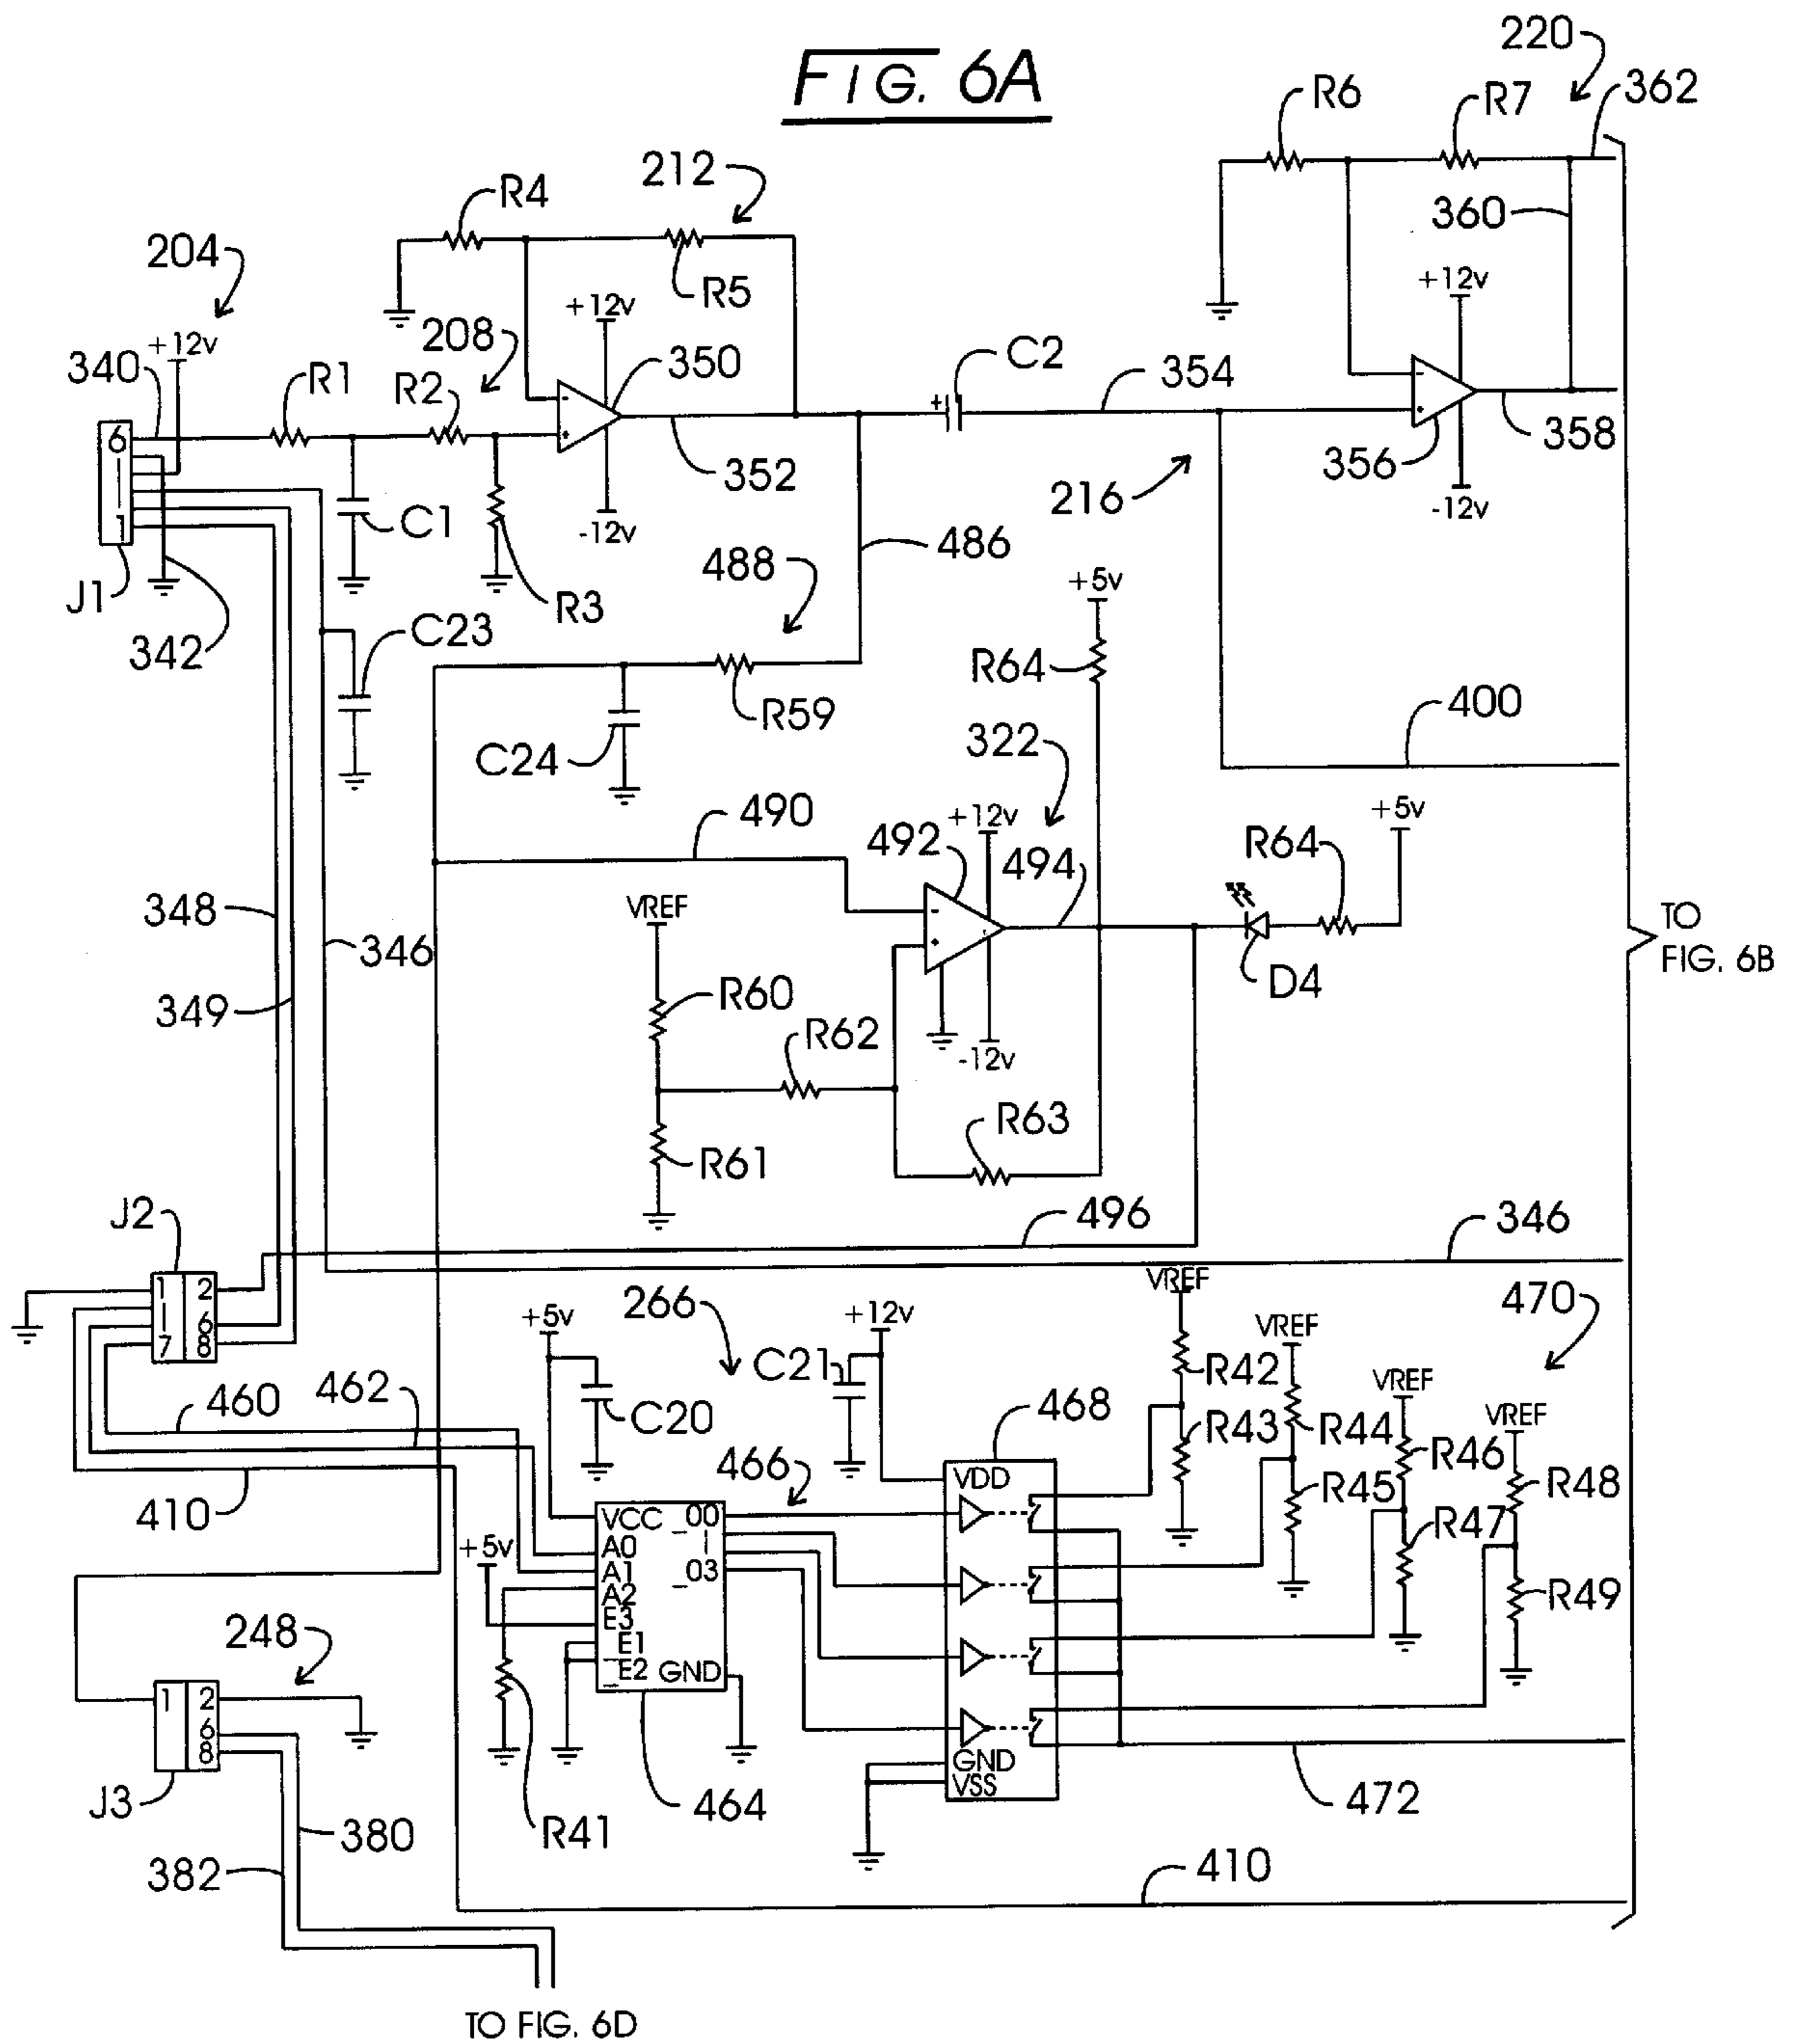 FIG. 6A
220
362
R6
R7
360
212
R4
R5
204
+12v
208
350
+12v
C2
354
+12v
340
R1
R2
6
|
1
352
216
356
358
-12v
-12v
C1
486
488
+5v
J1
R3
342
C23
R64
R59
322
400
C24
490
492
+12v
494
+5v
R64
348
VREF
-
+
TO
FIG. 6B
346
D4
349
R60
R62
-12v
R63
R61
J2
496
346
1
|
7
2
6
8
266
+5v
+12v
VREF
470
VREF
C21
R42
VREF
460
462
C20
468
R43
R44
VREF
466
R46
R48
VDD
R45
410
VCC
_00
|
_03
R47
+5v
A0
A1
A2
E3
_E1
_E2
GND
R49
248
1
2
6
8
GND
VSS
J3
464
472
R41
380
382
410
TO FIG. 6D